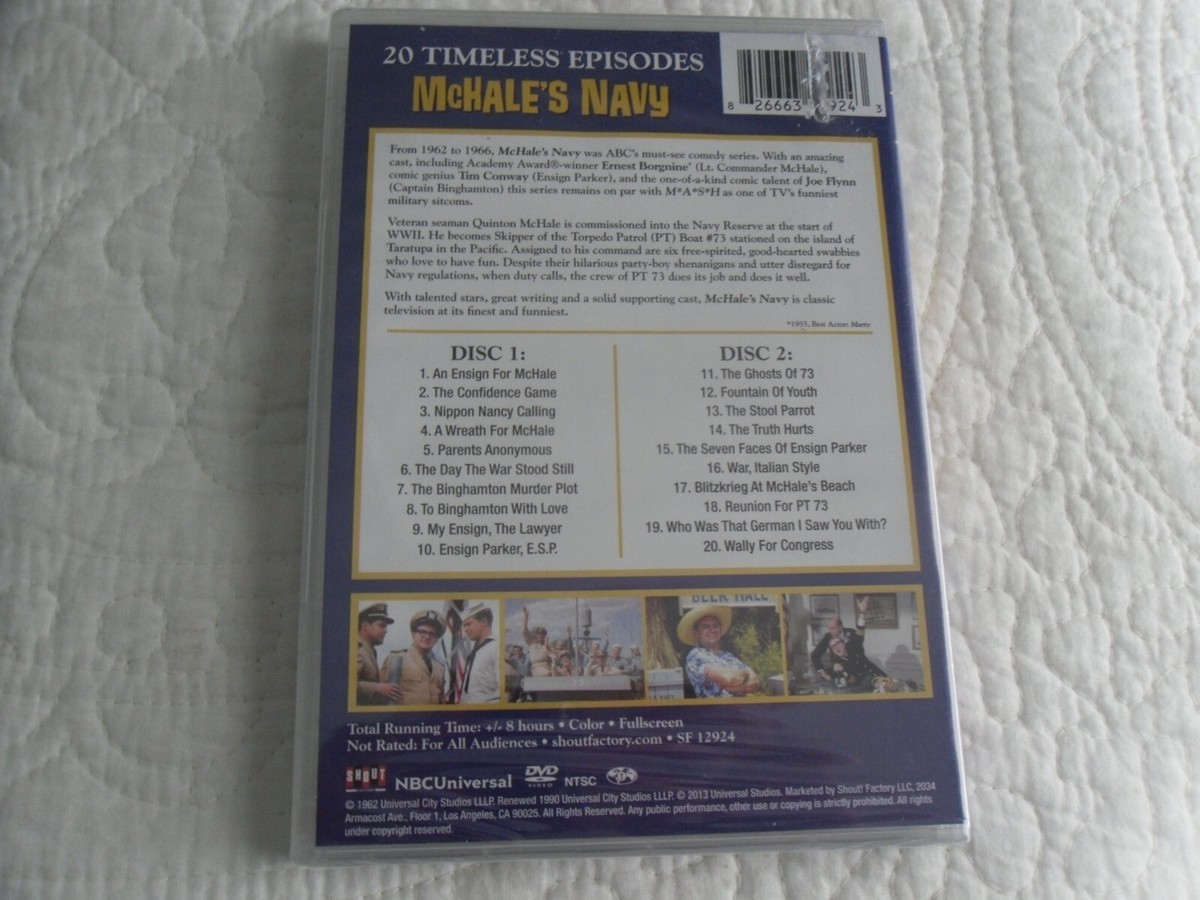 20 TIMELESS EPISODES
McHALE'S NAVY
8 26663 924 3
From 1962 to 1966, McHale's Navy was ABC's must-see comedy series. With an amazing
cast, including Academy Award®-winner Ernest Borgnine* (Lt. Commander McHale),
comic genius Tim Conway (Ensign Parker), and the one-of-a-kind comic talent of Joe Flynn
(Captain Binghamton) this series remains on par with M*A*S*H as one of TV's funniest
military sitcoms.
Veteran seaman Quinton McHale is commissioned into the Navy Reserve at the start of
WWII. He becomes Skipper of the Torpedo Patrol (PT) Boat #73 stationed on the island of
Taratupa in the Pacific. Assigned to his command are six free-spirited, good-hearted swabbies
who love to have fun. Despite their hilarious party-boy shenanigans and utter disregard for
Navy regulations, when duty calls, the crew of PT 73 does its job and does it well.
With talented stars, great writing and a solid supporting cast, McHale's Navy is classic
television at its finest and funniest.
*1955, Best Actor: Marty
DISC 1:
1. An Ensign For McHale
2. The Confidence Game
3. Nippon Nancy Calling
4. A Wreath For McHale
5. Parents Anonymous
6. The Day The War Stood Still
7. The Binghamton Murder Plot
8. To Binghamton With Love
9. My Ensign, The Lawyer
10. Ensign Parker, E.S.P.
DISC 2:
11. The Ghosts Of 73
12. Fountain Of Youth
13. The Stool Parrot
14. The Truth Hurts
15. The Seven Faces Of Ensign Parker
16. War, Italian Style
17. Blitzkrieg At McHale's Beach
18. Reunion For PT 73
19. Who Was That German I Saw You With?
20. Wally For Congress
BEER HALL
Total Running Time: +/- 8 hours • Color • Fullscreen
Not Rated: For All Audiences • shoutfactory.com • SF 12924
SHOUT NBCUniversal DVD VIDEO NTSC
© 1962 Universal City Studios LLLP. Renewed 1990 Universal City Studios LLLP. © 2013 Universal Studios. Marketed by Shout! Factory LLC, 2034
Armacost Ave., Floor 1, Los Angeles, CA 90025. All Rights Reserved. Any public performance, other use or copying is strictly prohibited. All rights
under copyright reserved.